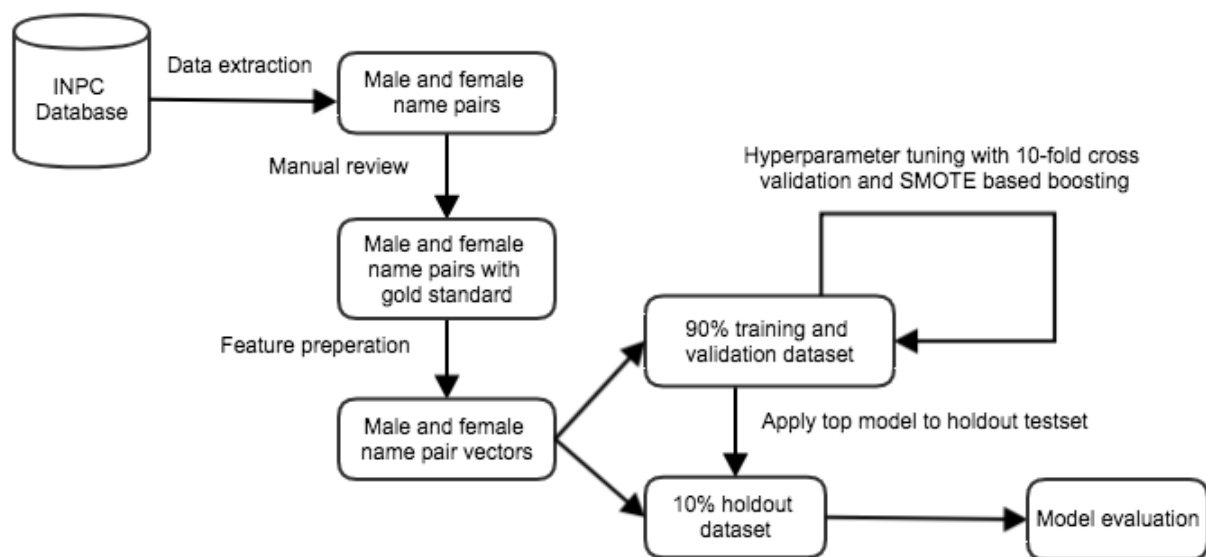 INPC
Database
Data extraction
Male and female
name pairs
Manual review
Male and female
name pairs with
gold standard
Feature preperation
Male and female
name pair vectors
Hyperparameter tuning with 10-fold cross
validation and SMOTE based boosting
90% training and
validation dataset
Apply top model to holdout testset
10% holdout
dataset
Model evaluation